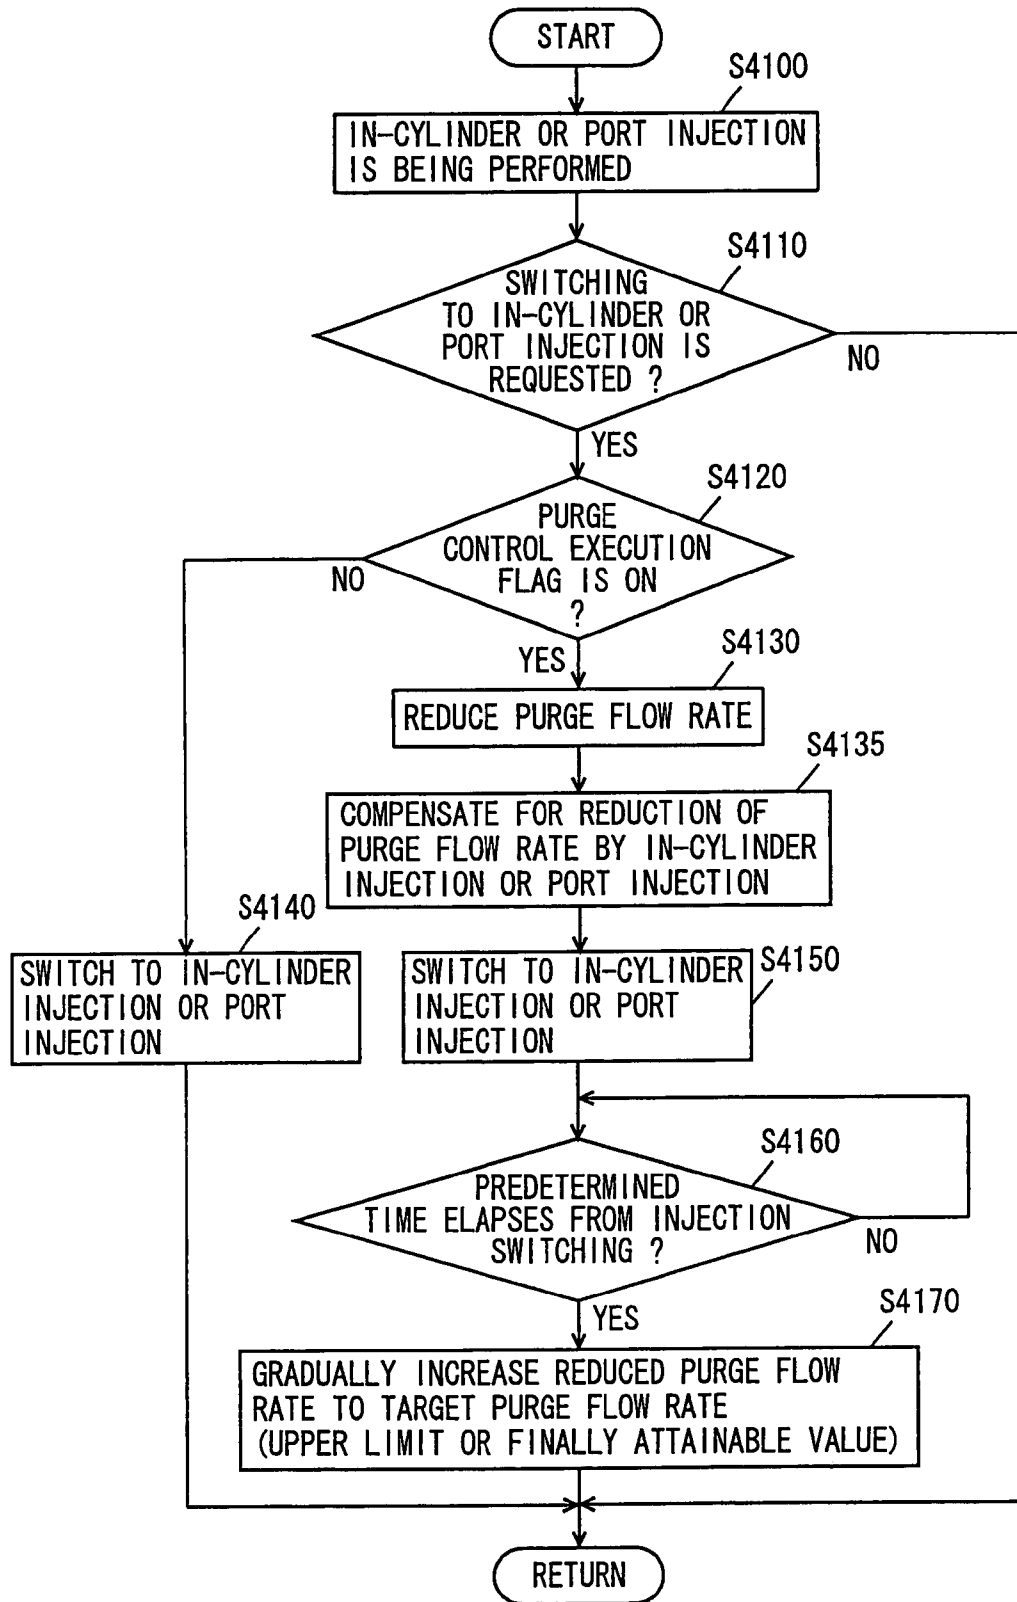 START
S4100
IN-CYLINDER OR PORT INJECTION
IS BEING PERFORMED
S4110
SWITCHING
TO IN-CYLINDER OR
PORT INJECTION IS
REQUESTED ?
NO
YES
S4120
PURGE
CONTROL EXECUTION
FLAG IS ON
?
NO
YES
S4130
REDUCE PURGE FLOW RATE
S4135
COMPENSATE FOR REDUCTION OF
PURGE FLOW RATE BY IN-CYLINDER
INJECTION OR PORT INJECTION
S4140
SWITCH TO IN-CYLINDER
INJECTION OR PORT
INJECTION
S4150
SWITCH TO IN-CYLINDER
INJECTION OR PORT
INJECTION
S4160
PREDETERMINED
TIME ELAPSES FROM INJECTION
SWITCHING ?
NO
YES
S4170
GRADUALLY INCREASE REDUCED PURGE FLOW
RATE TO TARGET PURGE FLOW RATE
(UPPER LIMIT OR FINALLY ATTAINABLE VALUE)
RETURN